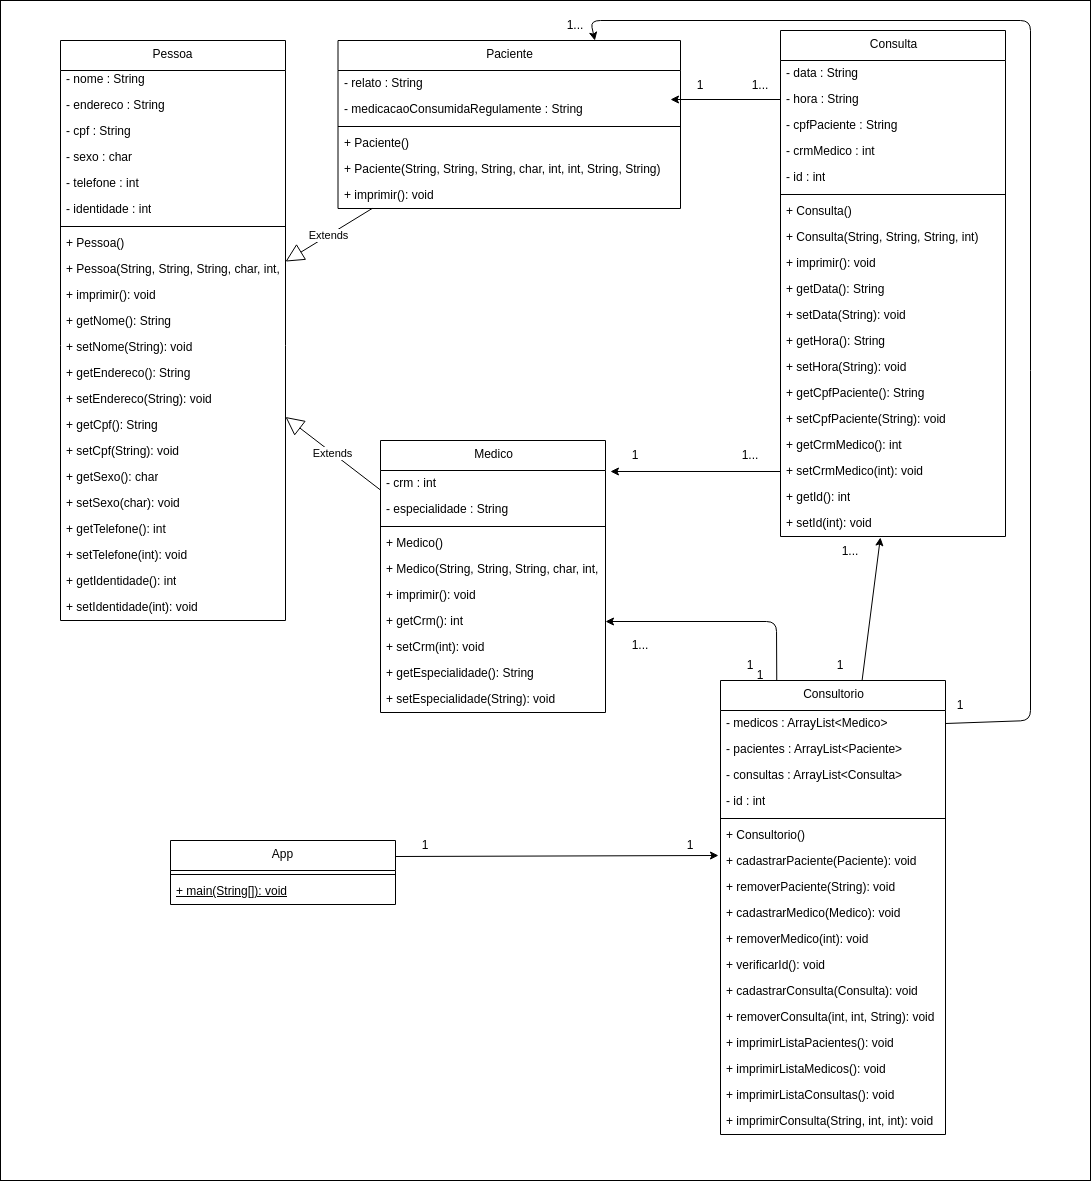 Pessoa
- nome : String
- endereco : String
- cpf : String
- sexo : char
- telefone : int
- identidade : int
+ Pessoa()
+ Pessoa(String, String, String, char, int,
+ imprimir(): void
+ getNome(): String
+ setNome(String): void
+ getEndereco(): String
+ setEndereco(String): void
+ getCpf(): String
+ setCpf(String): void
+ getSexo(): char
+ setSexo(char): void
+ getTelefone(): int
+ setTelefone(int): void
+ getIdentidade(): int
+ setIdentidade(int): void
Paciente
- relato : String
- medicacaoConsumidaRegulamente : String
+ Paciente()
+ Paciente(String, String, String, char, int, int, String, String)
+ imprimir(): void
Extends
Extends
1...
1
1...
Consulta
- data : String
- hora : String
- cpfPaciente : String
- crmMedico : int
- id : int
+ Consulta()
+ Consulta(String, String, String, int)
+ imprimir(): void
+ getData(): String
+ setData(String): void
+ getHora(): String
+ setHora(String): void
+ getCpfPaciente(): String
+ setCpfPaciente(String): void
+ getCrmMedico(): int
+ setCrmMedico(int): void
+ getId(): int
+ setId(int): void
Medico
- crm : int
- especialidade : String
+ Medico()
+ Medico(String, String, String, char, int,
+ imprimir(): void
+ getCrm(): int
+ setCrm(int): void
+ getEspecialidade(): String
+ setEspecialidade(String): void
1
1...
1...
1...
1
1
1
1
Consultorio
- medicos : ArrayList<Medico>
- pacientes : ArrayList<Paciente>
- consultas : ArrayList<Consulta>
- id : int
+ Consultorio()
+ cadastrarPaciente(Paciente): void
+ removerPaciente(String): void
+ cadastrarMedico(Medico): void
+ removerMedico(int): void
+ verificarId(): void
+ cadastrarConsulta(Consulta): void
+ removerConsulta(int, int, String): void
+ imprimirListaPacientes(): void
+ imprimirListaMedicos(): void
+ imprimirListaConsultas(): void
+ imprimirConsulta(String, int, int): void
App
+ main(String[]): void
1
1